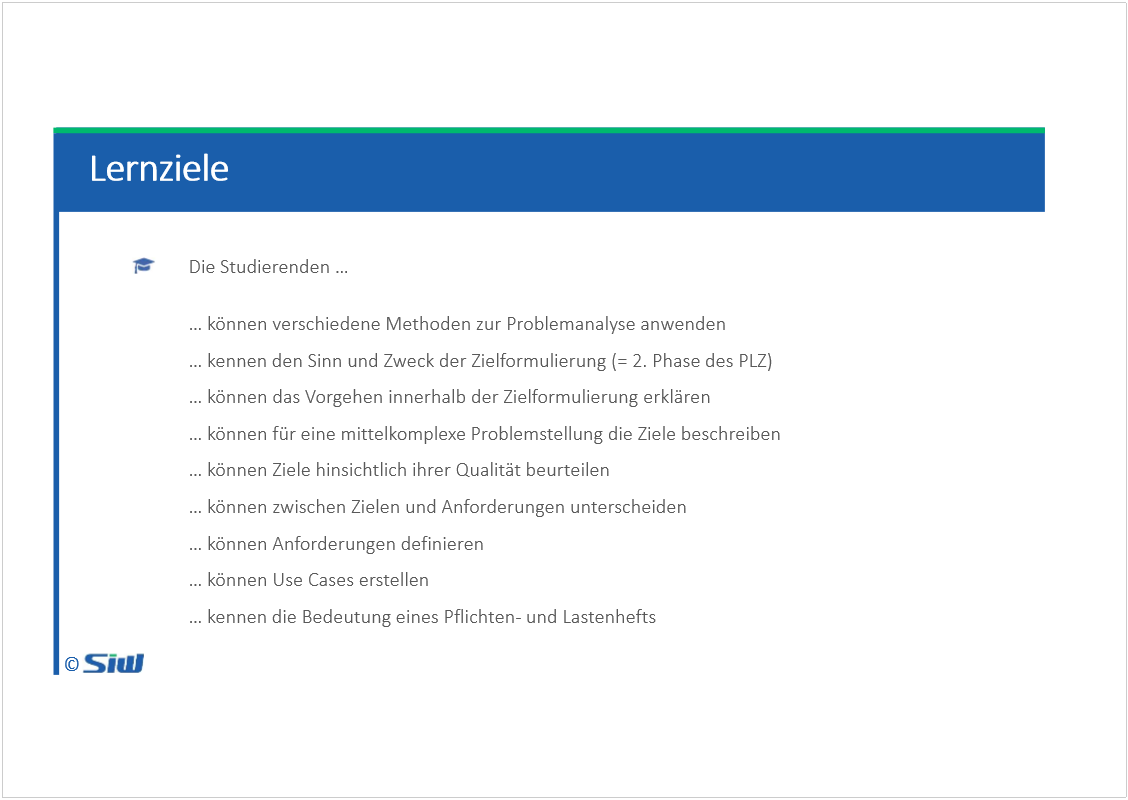 Lernziele
Die Studierenden ...
... können verschiedene Methoden zur Problemanalyse anwenden
... kennen den Sinn und Zweck der Zielformulierung (= 2. Phase des PLZ)
... können das Vorgehen innerhalb der Zielformulierung erklären
... können für eine mittelkomplexe Problemstellung die Ziele beschreiben
... können Ziele hinsichtlich ihrer Qualität beurteilen
... können zwischen Zielen und Anforderungen unterscheiden
... können Anforderungen definieren
... können Use Cases erstellen
... kennen die Bedeutung eines Pflichten- und Lastenhefts
© SIW